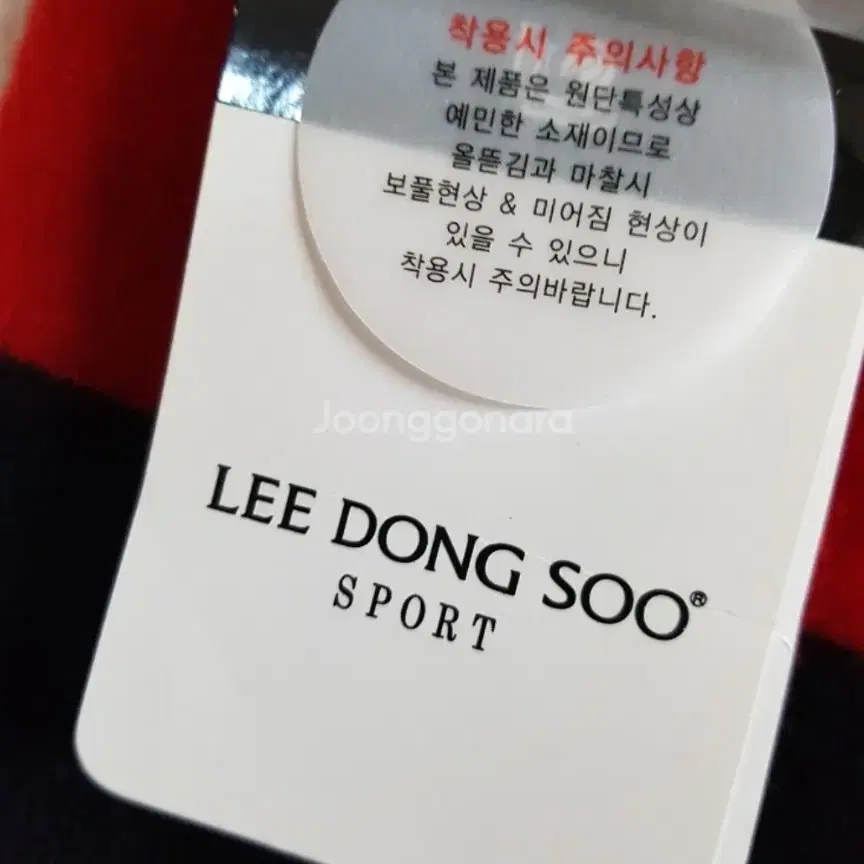 착용시 주의사항
본 제품은 원단특성상
예민한 소재이므로
올뜯김과 마찰시
보풀현상 & 미어짐 현상이
있을 수 있으니
착용시 주의바랍니다.
Joonggonara
LEE DONG SOO®
SPORT